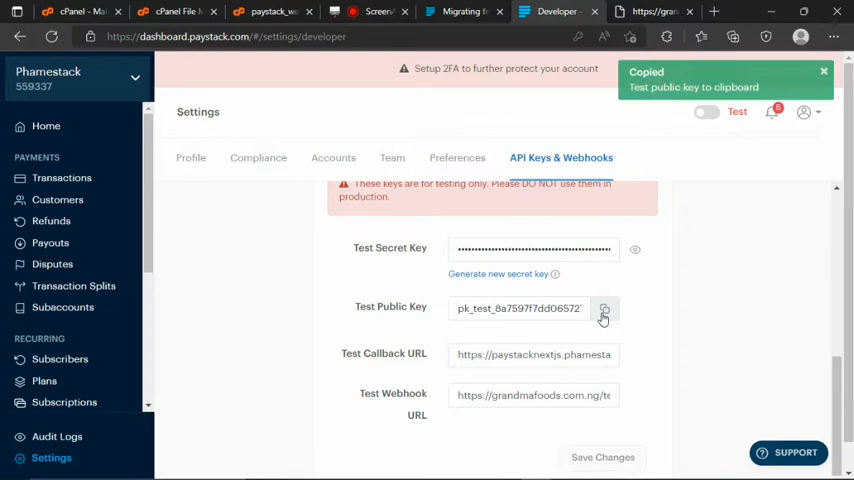 cPanel - Mai
cPanel File M
paystack_we
ScreenA
Migrating fr
Developer -
https://gran
https://dashboard.paystack.com/#/settings/developer
Phamestack
559337
Setup 2FA to further protect your account
Copied
Test public key to clipboard
Settings
Test
5
Home
PAYMENTS
Transactions
Customers
Refunds
Payouts
Disputes
Transaction Splits
Subaccounts
RECURRING
Subscribers
Plans
Subscriptions
Audit Logs
Settings
Profile
Compliance
Accounts
Team
Preferences
API Keys & Webhooks
These keys are for testing only. Please DO NOT use them in
production.
Test Secret Key
Generate new secret key
Test Public Key
pk_test_8a7597f7dd06572
Test Callback URL
https://paystacknextjs.phamesta
Test Webhook
URL
https://grandmafoods.com.ng/te
Save Changes
SUPPORT